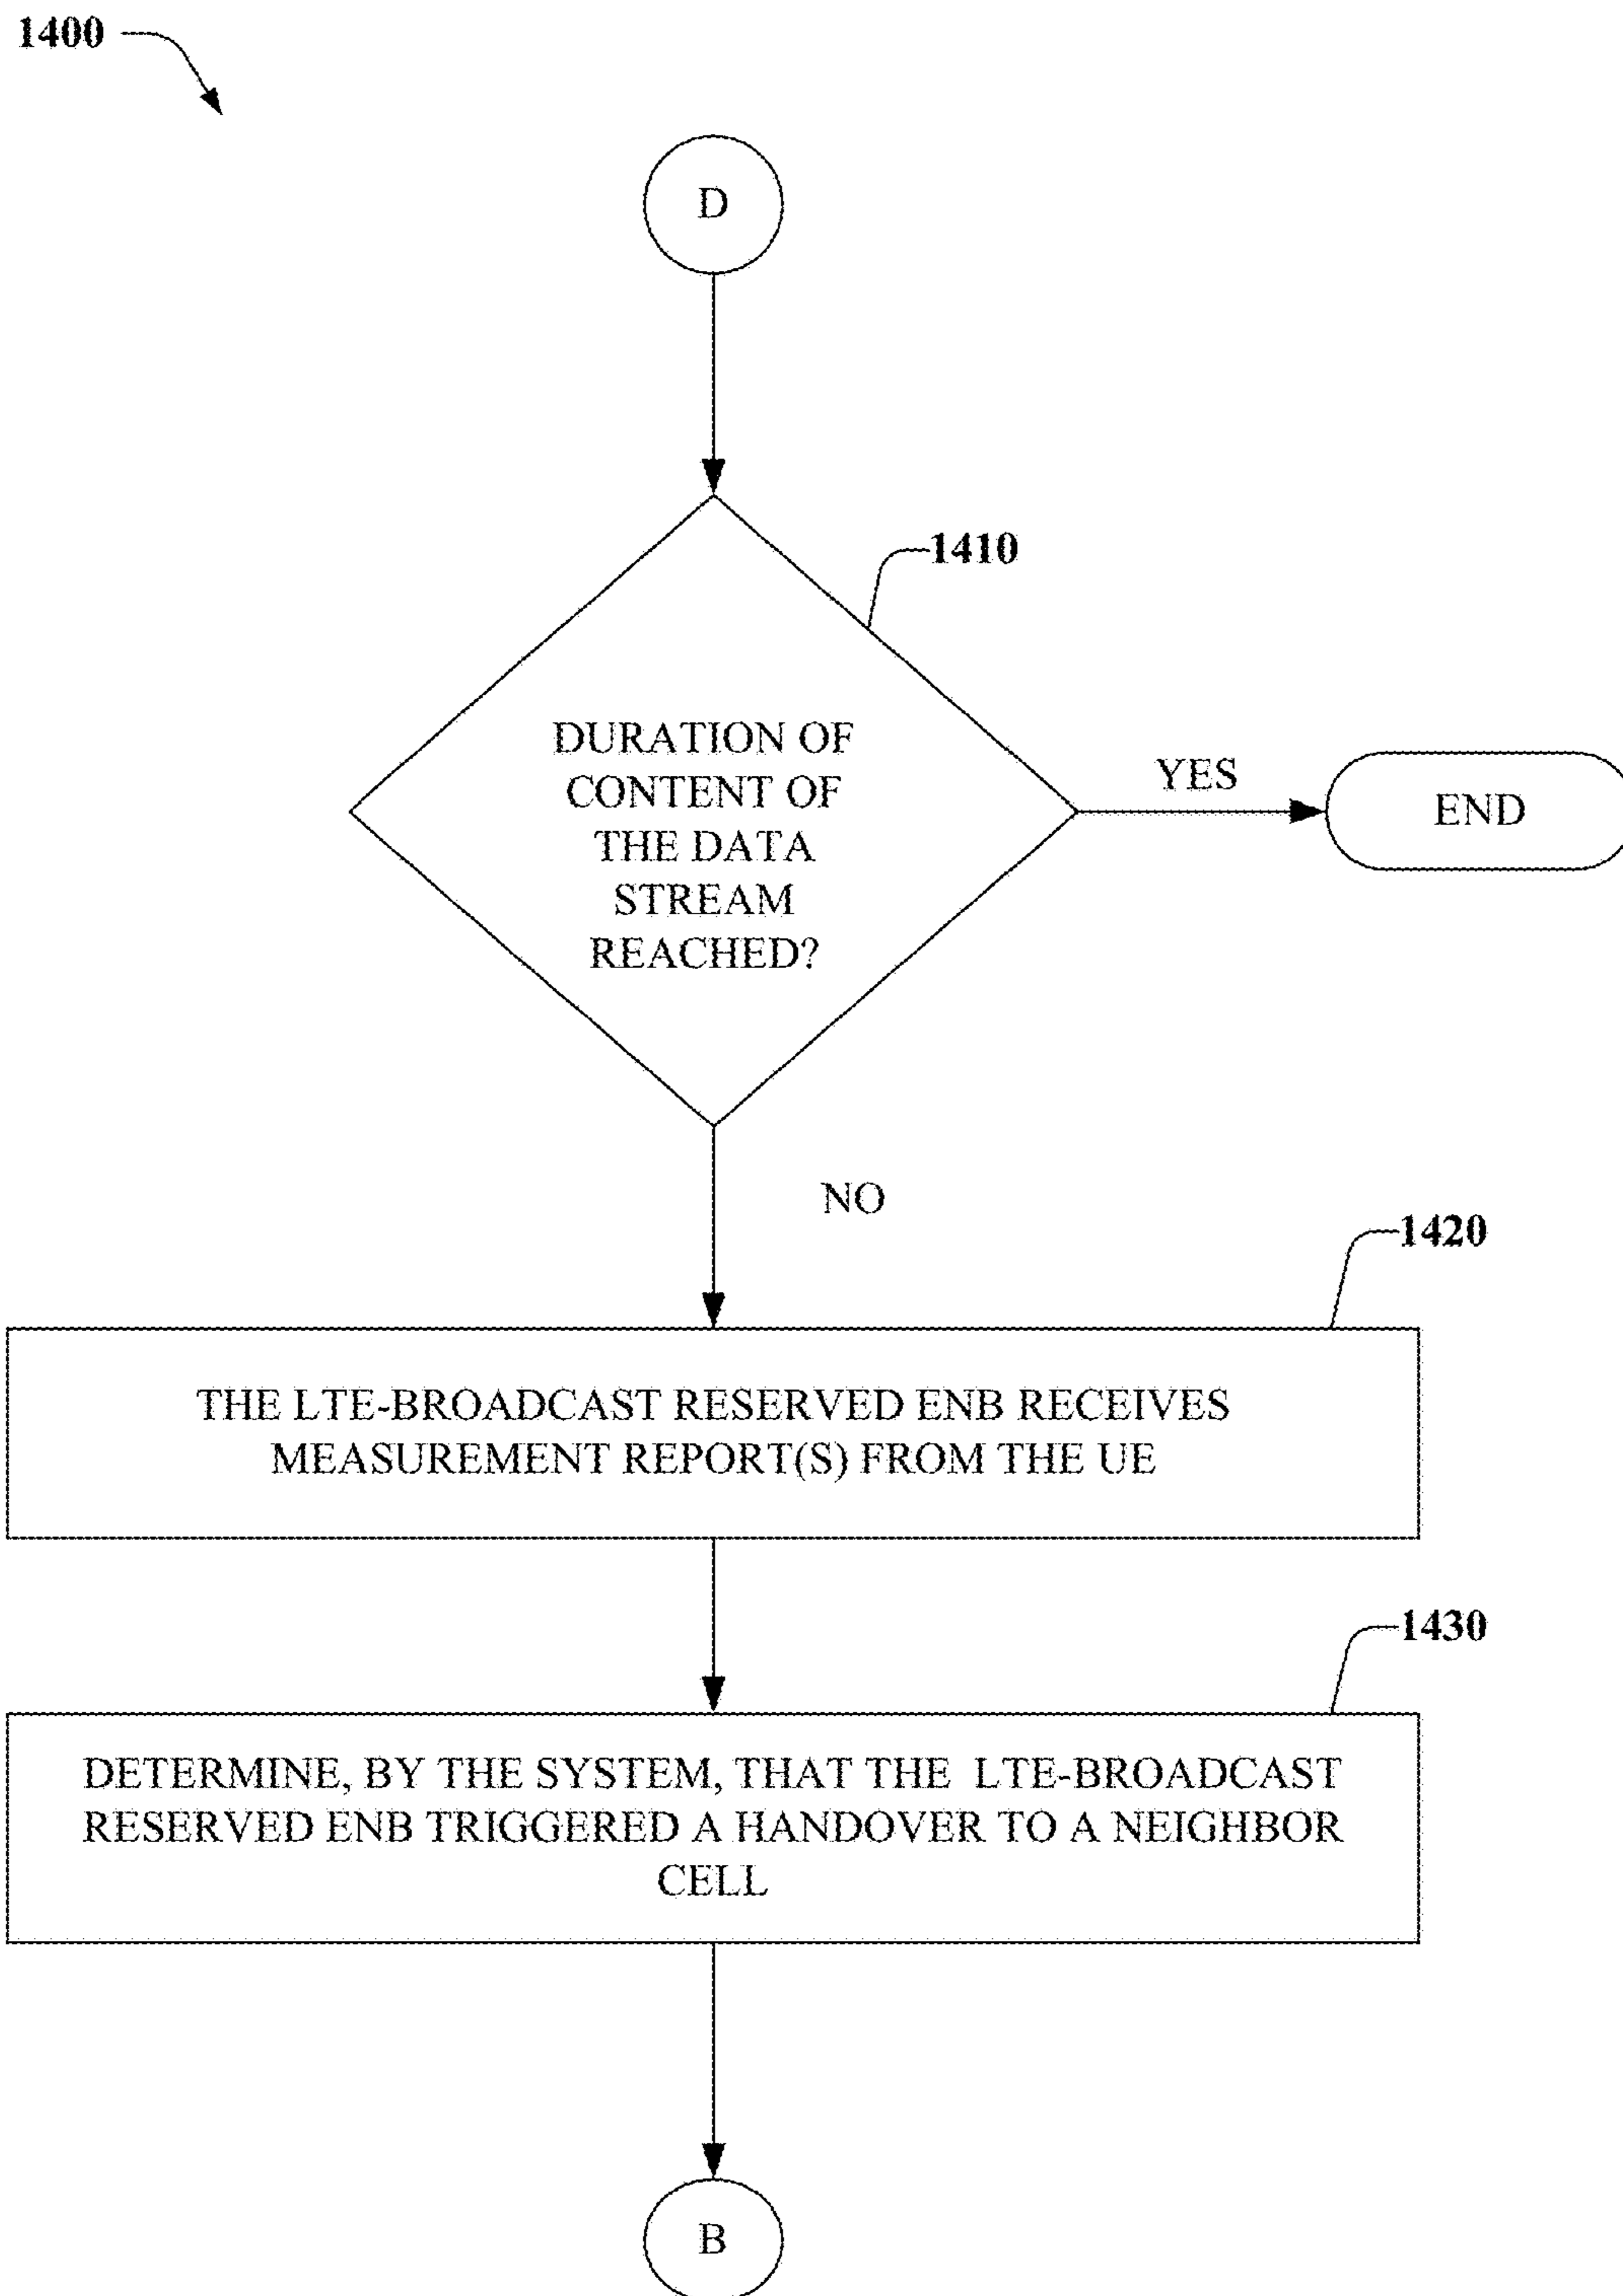 1400
D
1410
DURATION OF
CONTENT OF
THE DATA
STREAM
REACHED?
YES
END
NO
1420
THE LTE-BROADCAST RESERVED ENB RECEIVES
MEASUREMENT REPORT(S) FROM THE UE
1430
DETERMINE, BY THE SYSTEM, THAT THE LTE-BROADCAST
RESERVED ENB TRIGGERED A HANDOVER TO A NEIGHBOR
CELL
B